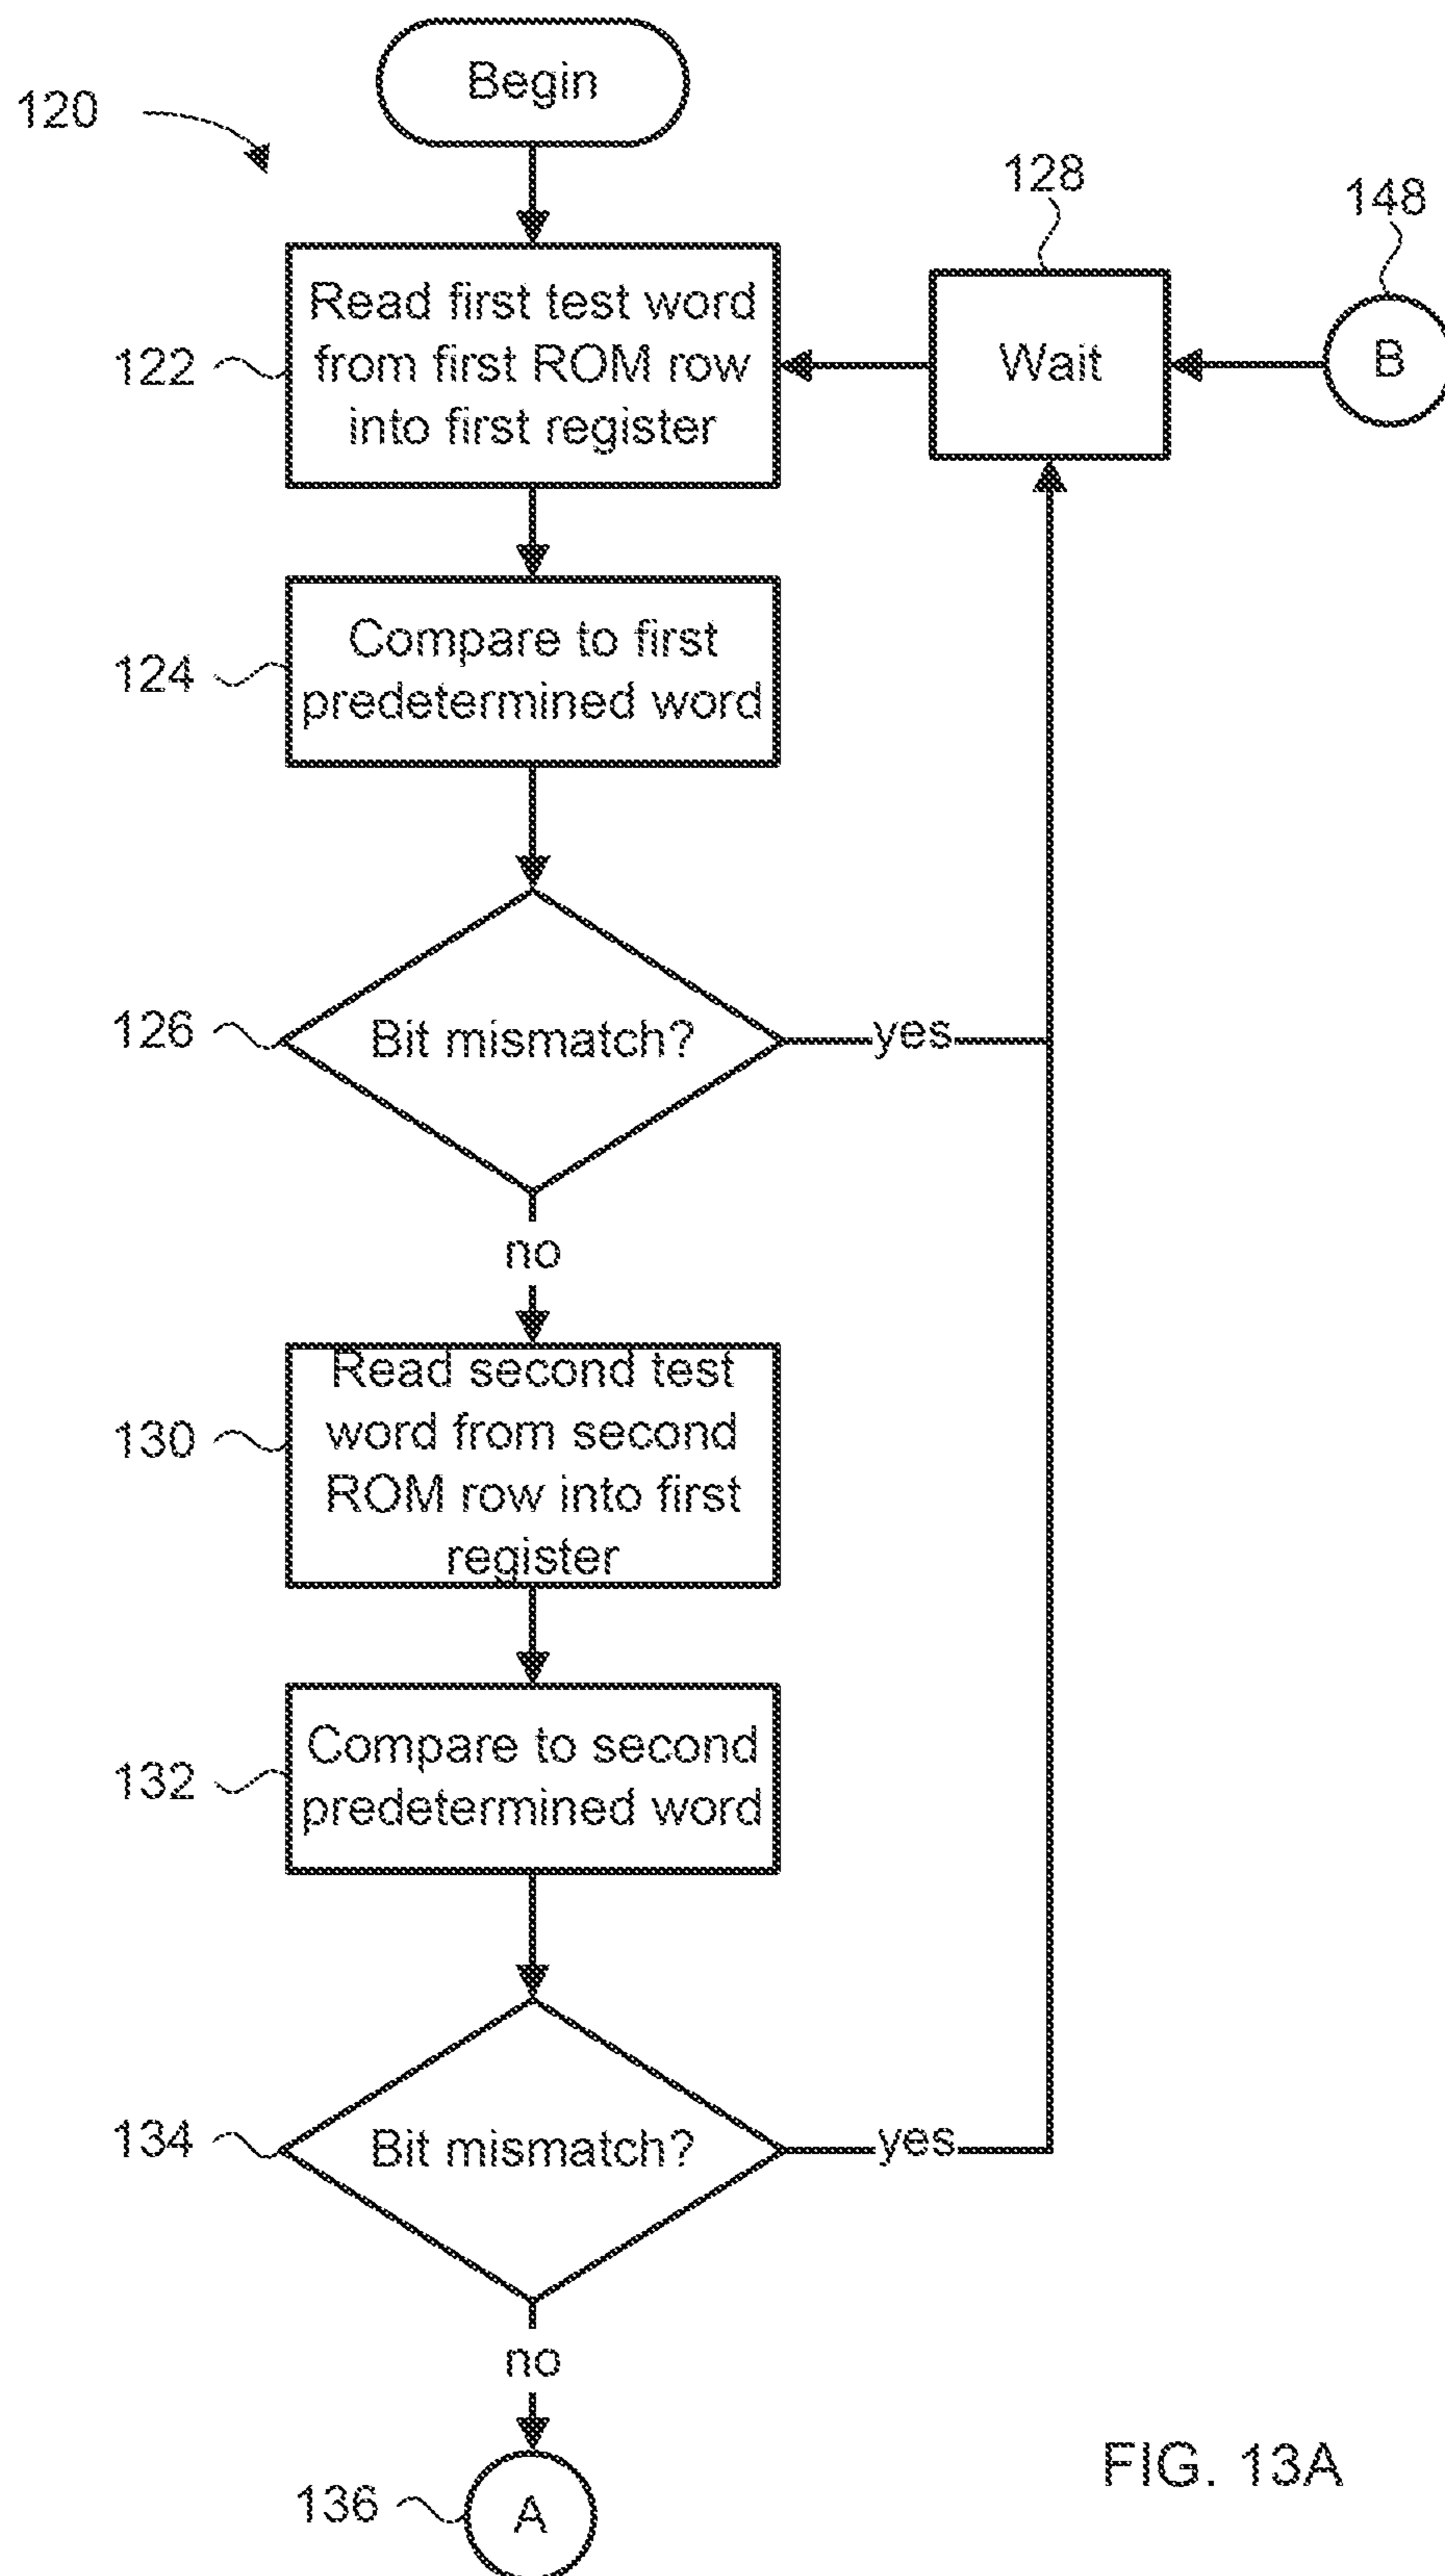 Begin
120
128
148
Read first test word
from first ROM row
into first register
122
Wait
B
Compare to first
predetermined word
124
Bit mismatch?
126
yes
no
Read second test
word from second
ROM row into first
register
130
Compare to second
predetermined word
132
Bit mismatch?
134
yes
no
136
A
FIG. 13A